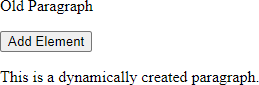 Old Paragraph
Add Element
This is a dynamically created paragraph.